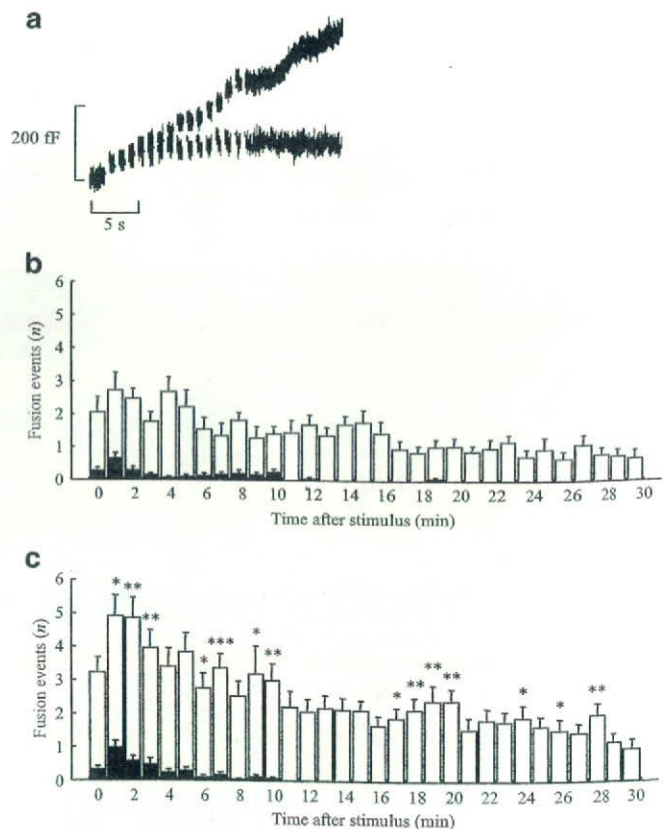 a
200 fF
5 s
b
Fusion events (n)
6
5
4
3
2
1
0
0 2 4 6 8 10 12 14 16 18 20 22 24 26 28 30
Time after stimulus (min)
c
Fusion events (n)
6
5
4
3
2
1
0
* ** ** * *** * ** * ** ** ** * * **
0 2 4 6 8 10 12 14 16 18 20 22 24 26 28 30
Time after stimulus (min)